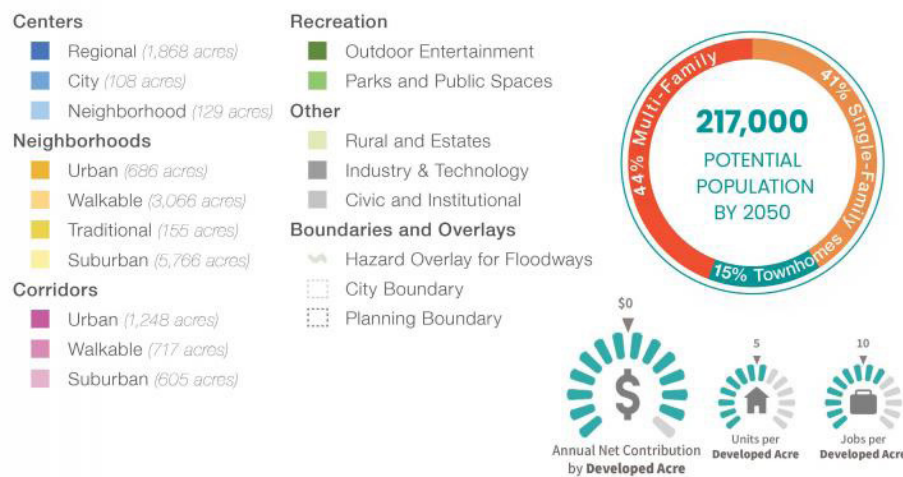 Centers
Regional (1,868 acres)
City (108 acres)
Neighborhood (129 acres)
Neighborhoods
Urban (686 acres)
Walkable (3,066 acres)
Traditional (155 acres)
Suburban (5,766 acres)
Corridors
Urban (1,248 acres)
Walkable (717 acres)
Suburban (605 acres)
Recreation
Outdoor Entertainment
Parks and Public Spaces
Other
Rural and Estates
Industry & Technology
Civic and Institutional
Boundaries and Overlays
Hazard Overlay for Floodways
City Boundary
Planning Boundary
44% Multi-Family
41% Single-Family
15% Townhomes
217,000
POTENTIAL
POPULATION
BY 2050
$0
$
Annual Net Contribution
by Developed Acre
5
Units per
Developed Acre
10
Jobs per
Developed Acre